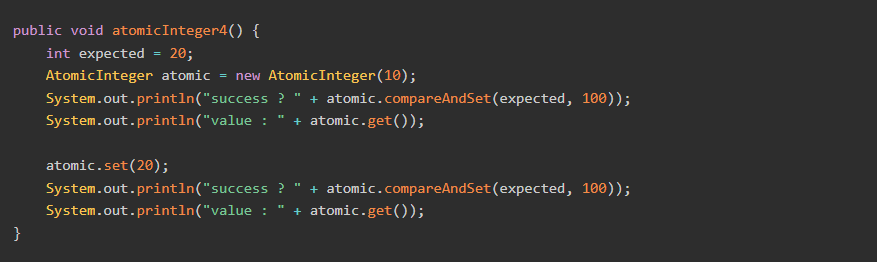 public void atomicInteger4() {
    int expected = 20;
    AtomicInteger atomic = new AtomicInteger(10);
    System.out.println("success ? " + atomic.compareAndSet(expected, 100));
    System.out.println("value : " + atomic.get());

    atomic.set(20);
    System.out.println("success ? " + atomic.compareAndSet(expected, 100));
    System.out.println("value : " + atomic.get());
}